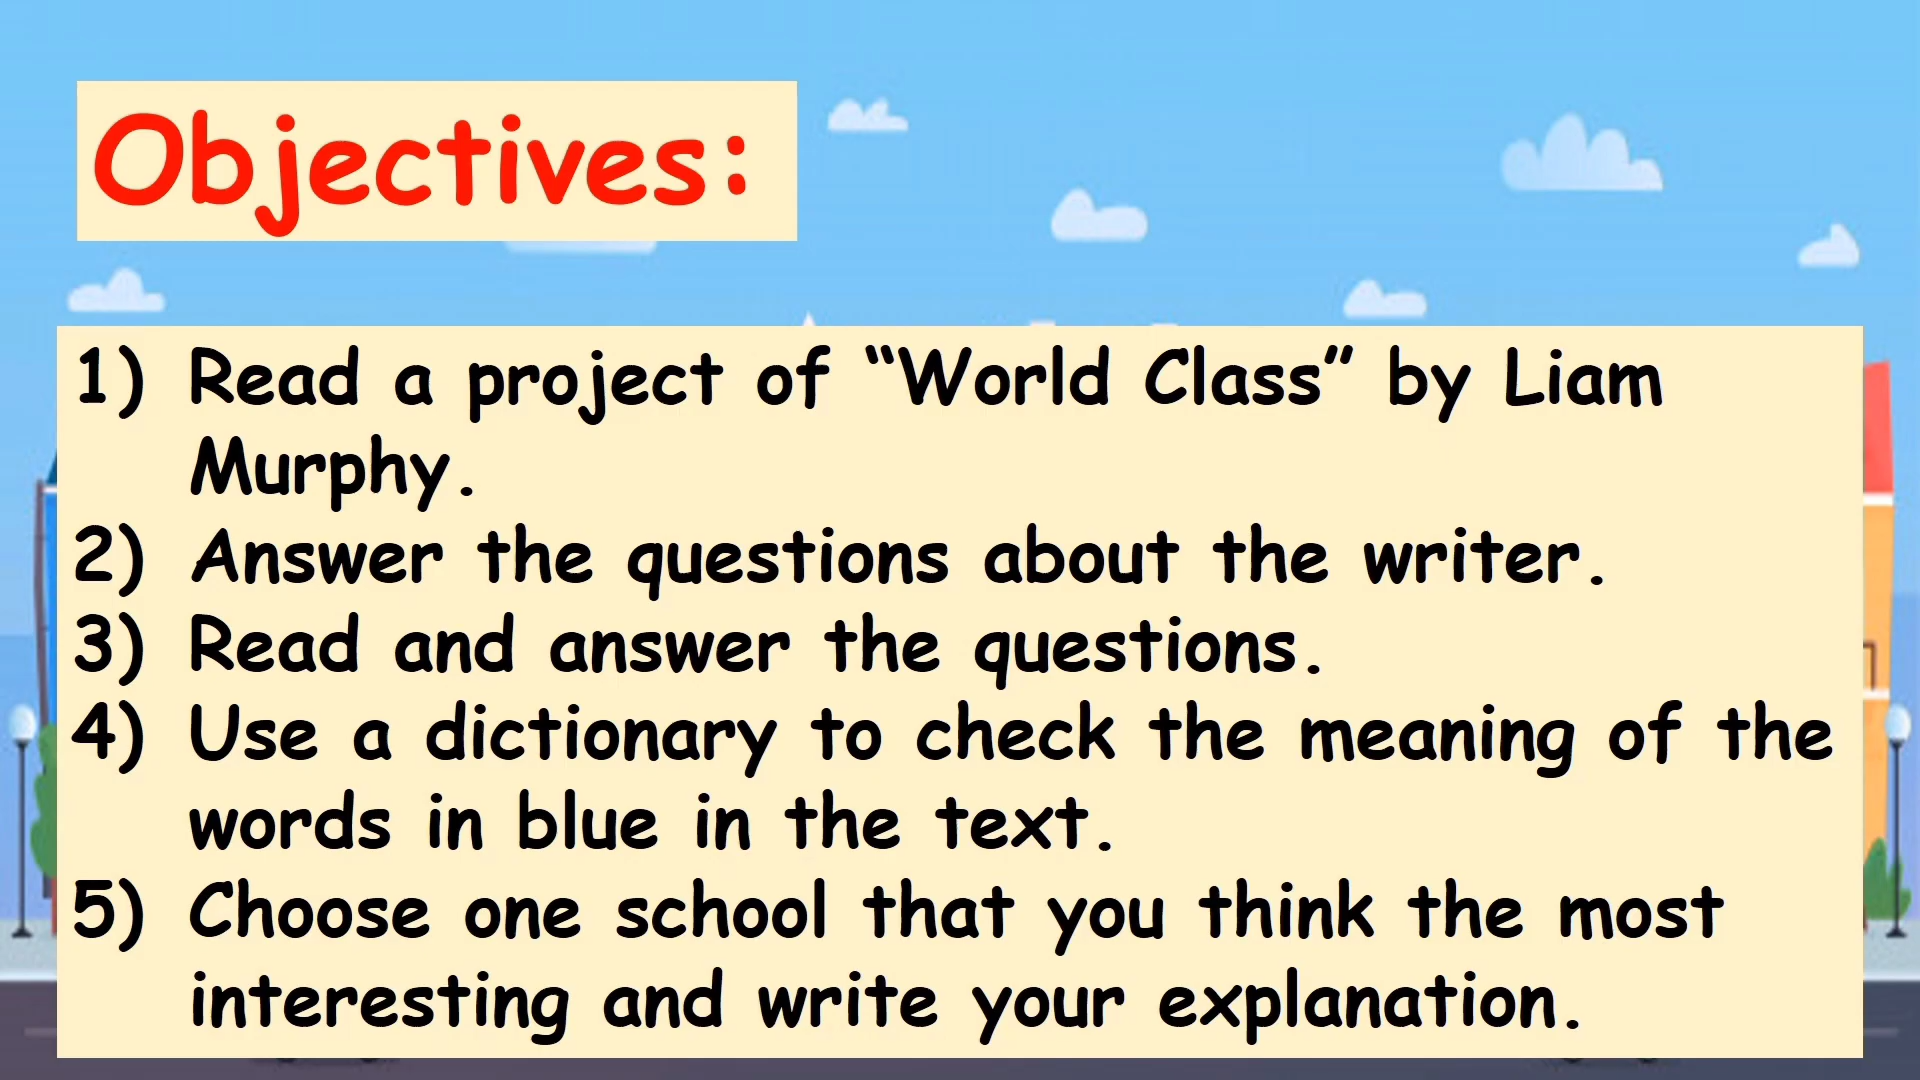 Objectives:
1) Read a project of “World Class” by Liam
Murphy.
2) Answer the questions about the writer.
3) Read and answer the questions.
4) Use a dictionary to check the meaning of the
words in blue in the text.
5) Choose one school that you think the most
interesting and write your explanation.